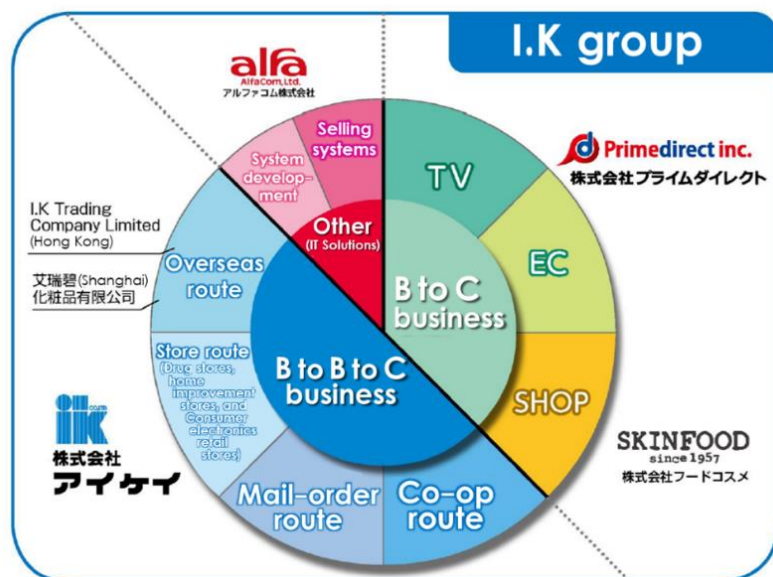 I.K group
alfa
AlfaCom,Ltd.
アルファコム株式会社
Selling
systems
System
develop-
ment
Other
(IT Solutions)
TV
Primedirect inc.
株式会社プライムダイレクト
EC
B to C
business
SHOP
SKINFOOD
since1957
株式会社フードコスメ
I.K Trading
Company Limited
(Hong Kong)
艾瑞碧(Shanghai)
化粧品有限公司
Overseas
route
Store route
(Drug stores,
home
improvement
stores, and
Consumer
electronics
retail
stores)
B to B to C
business
ik
株式会社
アイケイ
Mail-order
route
Co-op
route